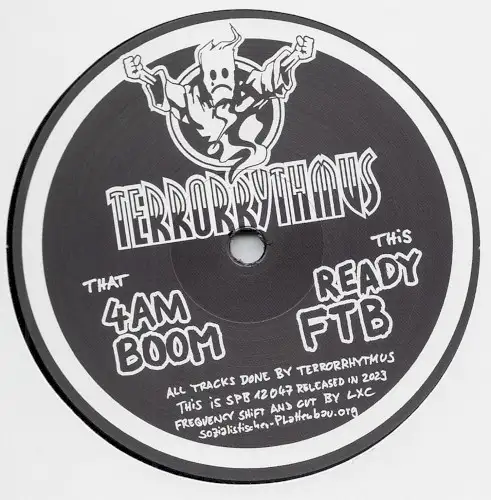 TERRORRYTHMUS
THAT
4AM
BOOM
THiS
READY
FTB
ALL TRACKS DONE BY TERRORRHYTMUS
THIS IS SPB 12047 RELEASED IN 2023
FREQUENCY SHIFT AND CUT BY LXC
Sozialistischer-Plattenbau.org